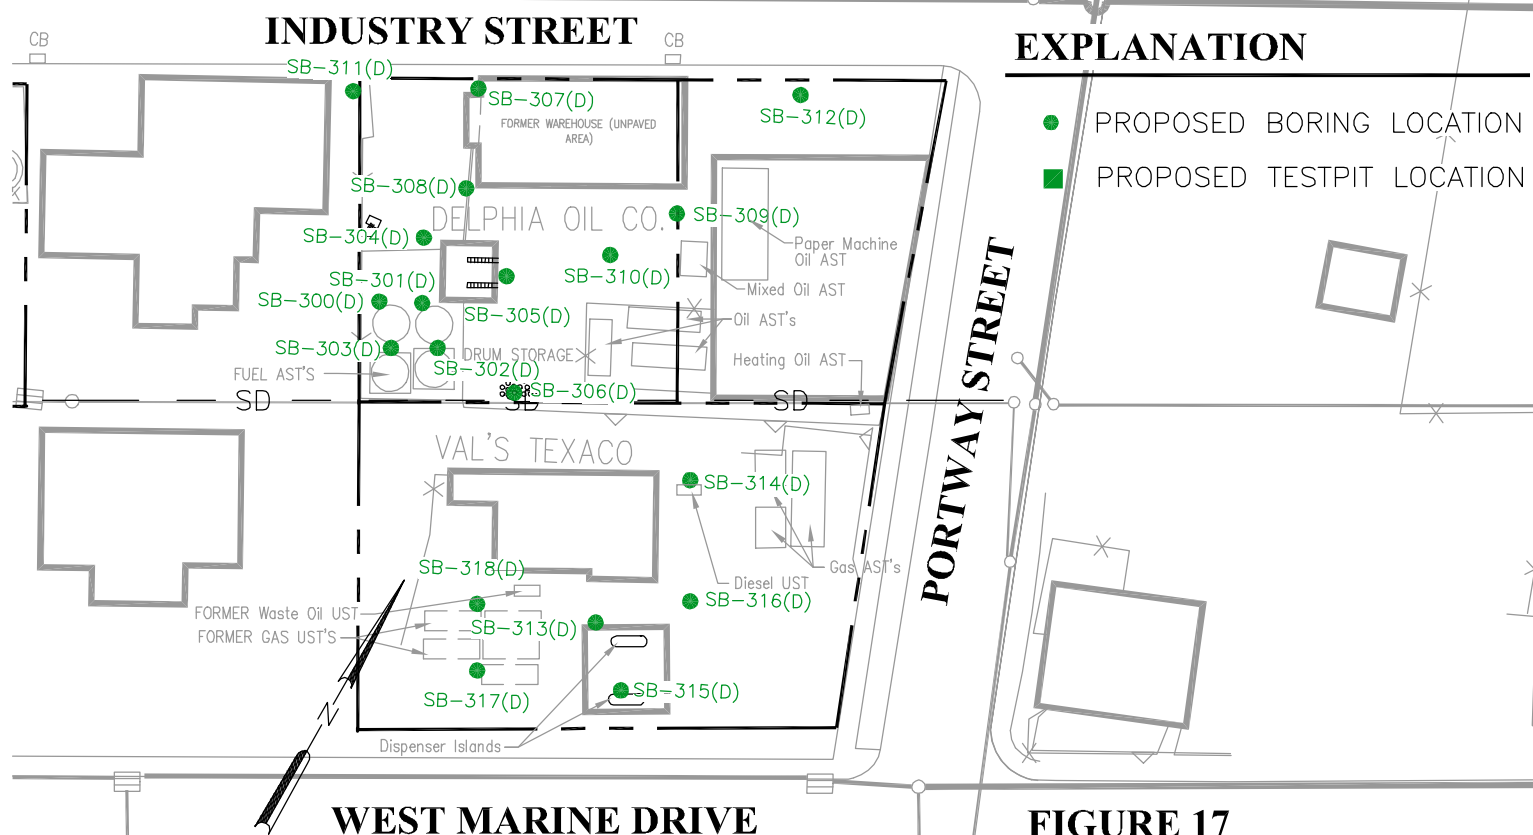 INDUSTRY STREET
EXPLANATION
CB
CB
SB-311(D)
SB-307(D)
SB-312(D)
PROPOSED BORING LOCATION
FORMER WAREHOUSE (UNPAVED
AREA)
PROPOSED TESTPIT LOCATION
SB-308(D)
DELPHIA OIL CO.
SB-309(D)
SB-304(D)
Paper Machine
Oil AST
SB-310(D)
SB-301(D)
Mixed Oil AST
SB-300(D)
SB-305(D)
Oil AST's
SB-303(D)
DRUM STORAGE
Heating Oil AST
FUEL AST'S
SB-302(D)
SB-306(D)
SD
SD
SD
PORTWAY STREET
VAL'S TEXACO
SB-314(D)
SB-318(D)
Gas AST's
Diesel UST
SB-316(D)
FORMER Waste Oil UST
SB-313(D)
FORMER GAS UST'S
SB-317(D)
SB-315(D)
N
Dispenser Islands
WEST MARINE DRIVE
FIGURE 17